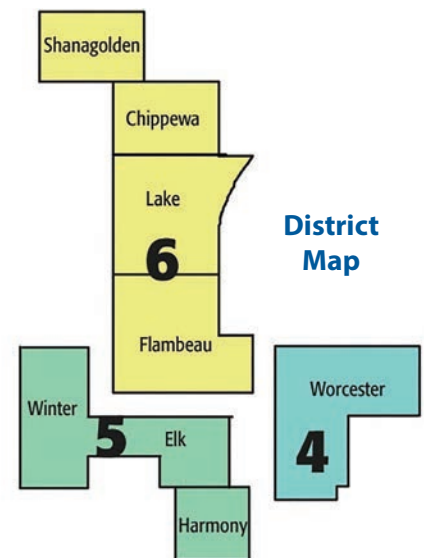 Shanagolden
Chippewa
Lake
6
District
Map
Flambeau
Winter
5
Elk
Worcester
4
Harmony